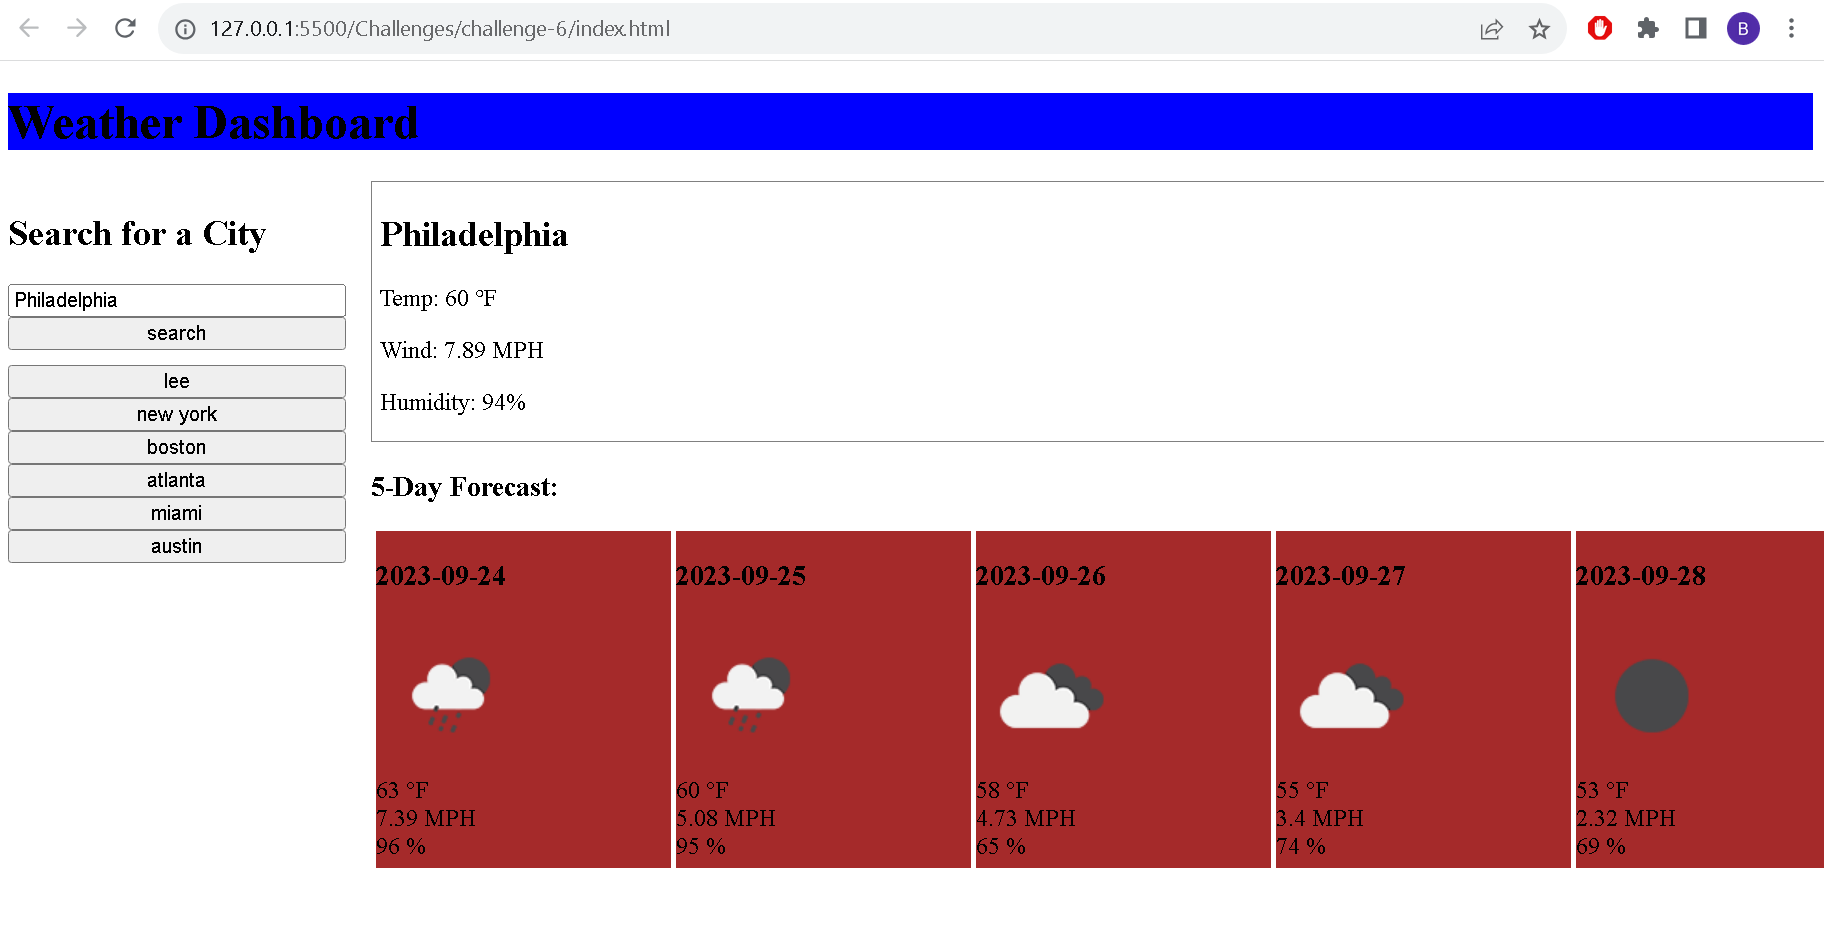 127.0.0.1:5500/Challenges/challenge-6/index.html
B
Weather Dashboard
Search for a City
Philadelphia
search
lee
new york
boston
atlanta
miami
austin
Philadelphia
Temp: 60 °F
Wind: 7.89 MPH
Humidity: 94%
5-Day Forecast:
2023-09-24
63 °F
7.39 MPH
96 %
2023-09-25
60 °F
5.08 MPH
95 %
2023-09-26
58 °F
4.73 MPH
65 %
2023-09-27
55 °F
3.4 MPH
74 %
2023-09-28
53 °F
2.32 MPH
69 %